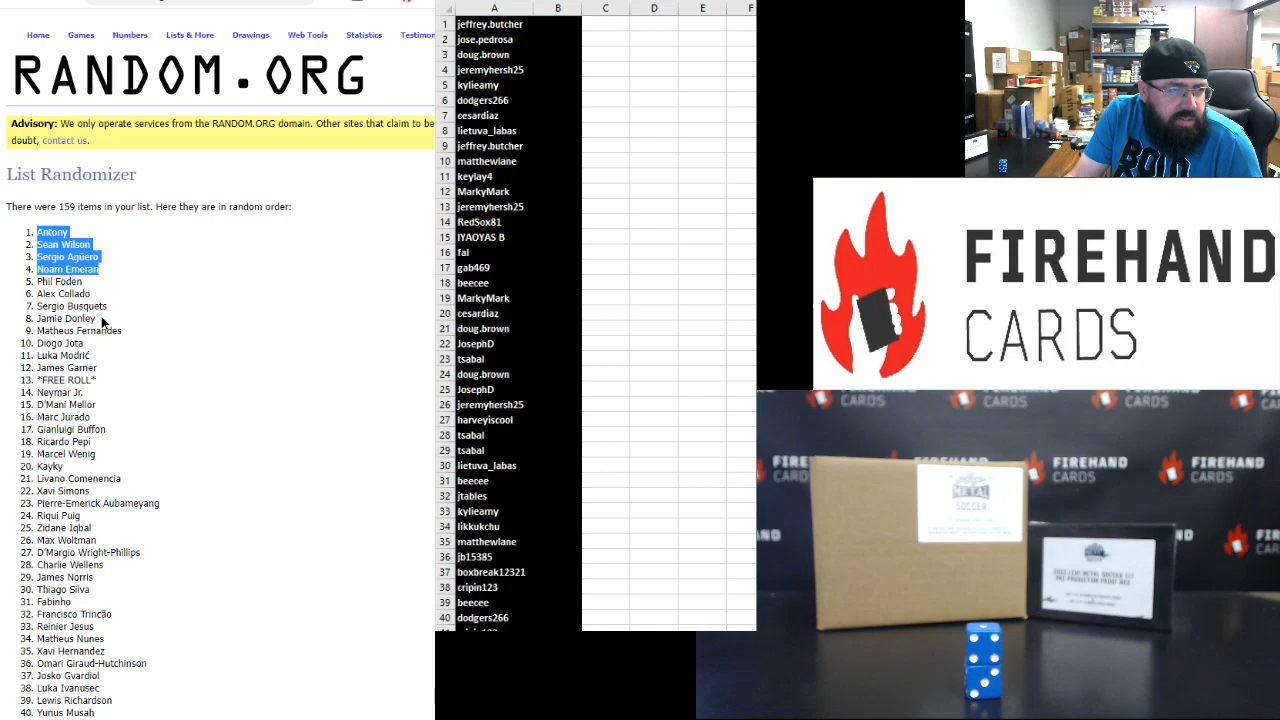 Home Games Numbers Lists & More Drawings Web Tools Statistics Testimon
RANDOM.ORG
Advisory: We only operate services from the RANDOM.ORG domain. Other sites that claim to be
doubt, contact us.
List Randomizer
There were 159 items in your list. Here they are in random order:
1. Antony
2. Sean Wilson
3. Sergio Agüero
4. Noam Emeran
5. Phil Foden
6. Alex Collado
7. Sergio Busquets
8. Jamie Donley
9. Matheus Fernandes
10. Diogo Jota
11. Luka Modrić
12. James Garner
13. *FREE ROLL*
14. Neymar Jr.
15. D'Mani Mellor
16. Marc Jurado
17. Gianluigi Buffon
18. Ricardo Pepi
19. Marcel Wenig
20. Kayky
21. Livano Comenencia
22. Xavi Simons
23. Pierre-Emerick Aubameyang
24. Riqui Puig
25. Zidane Iqbal
26. Max Woltman
27. D'Margio Wright-Phillips
28. Charlie Wellens
29. James Norris
30. Thiago Silva
31. Fabinho
32. Francisco Trincão
33. Reinier Jesus
34. Matheus Nunes
35. Xavi Hernandez
36. Omari Giraud-Hutchinson
37. Josko Gvardiol
38. Luka Ivanusec
39. Lewis Richardson
40. Yunus Musah
A B C D E F
1 jeffrey.butcher
2 jose.pedrosa
3 doug.brown
4 jeremyhersh25
5 kylieamy
6 dodgers266
7 cesardiaz
8 lietuva_labas
9 jeffrey.butcher
10 matthewlane
11 keylay4
12 MarkyMark
13 jeremyhersh25
14 RedSox81
15 IYAOYAS B
16 fal
17 gab469
18 beecee
19 MarkyMark
20 cesardiaz
21 doug.brown
22 JosephD
23 tsabal
24 doug.brown
25 JosephD
26 jeremyhersh25
27 harveyiscool
28 tsabal
29 tsabal
30 lietuva_labas
31 beecee
32 jtables
33 kylieamy
34 likkukchu
35 matthewlane
36 jb15385
37 boxbreak12321
38 cripin123
39 beecee
40 dodgers266
FIREHAND
CARDS
FIREHAND
CARDS
METAL
SOCCER